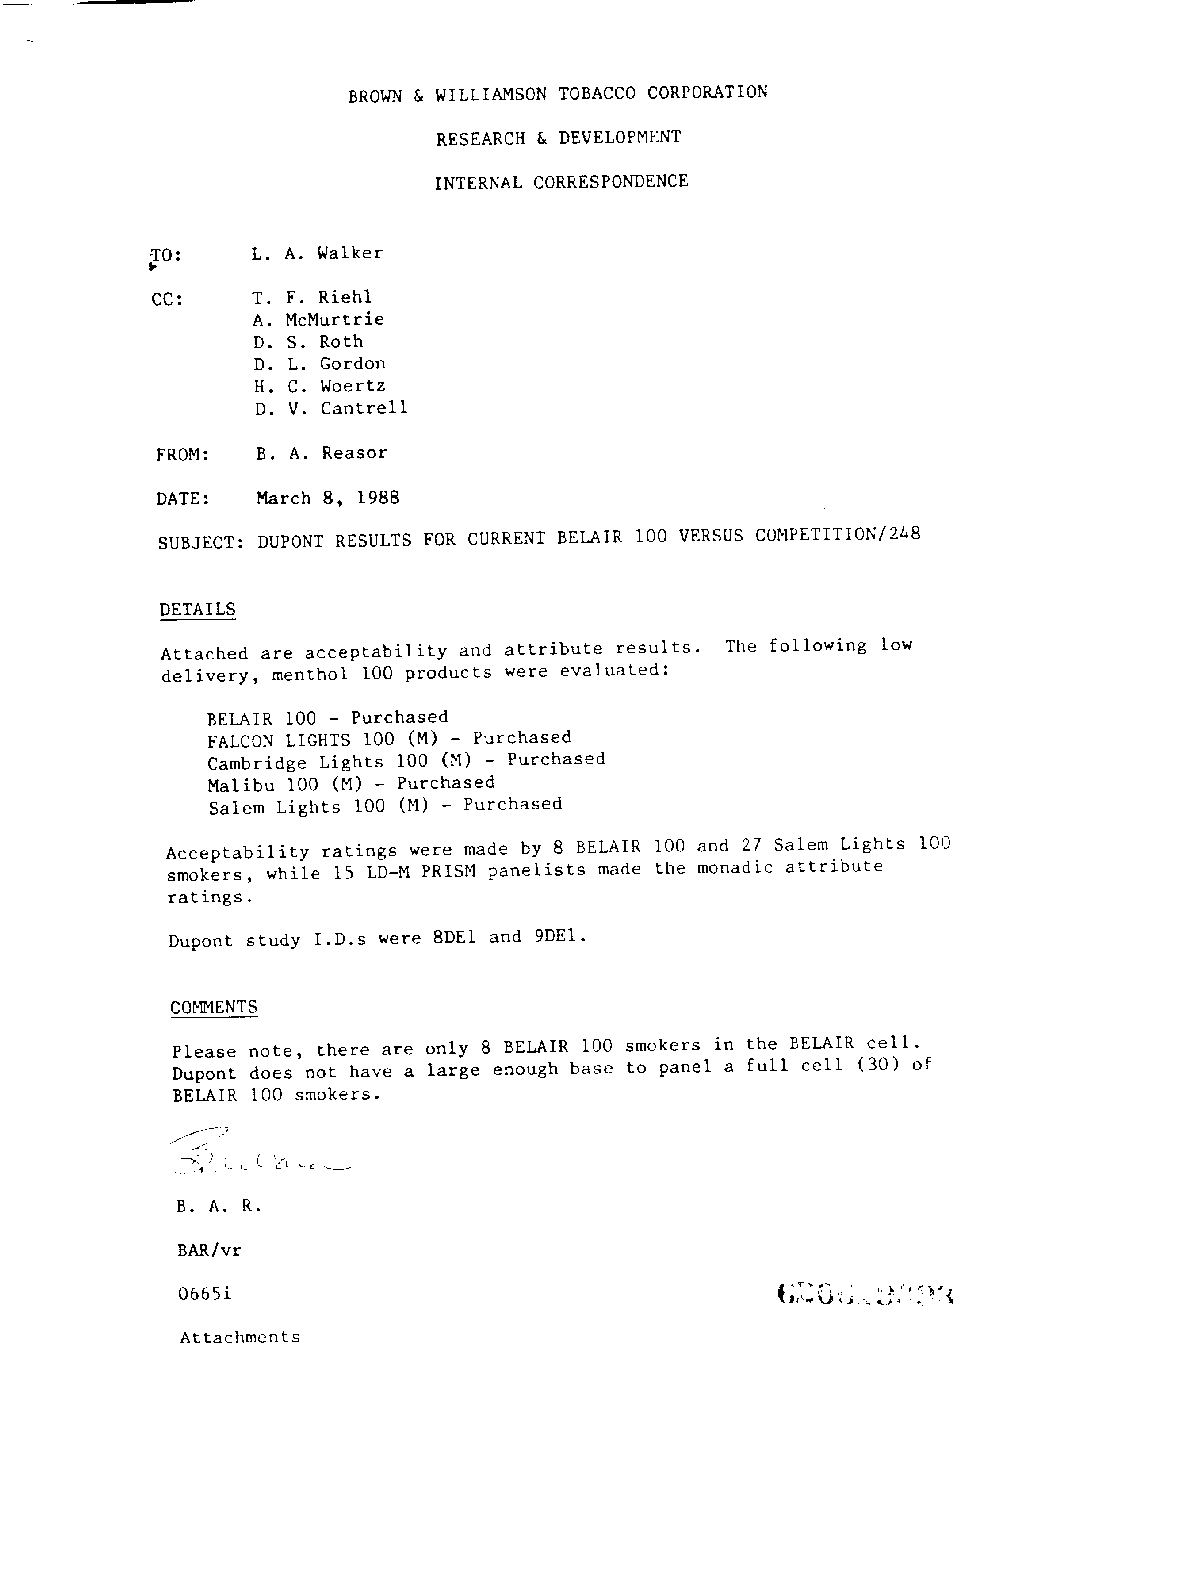 BROWN & WILLIAMSON TOBACCO CORPORATION
RESEARCH & DEVELOPMENT
INTERNAL CORRESPONDENCE
TO: L. A. Walker
CC: T. F. Riehl
A. McMurtrie
D. S. Roth
D. L. Gordon
H. C. Woertz
D. V. Cantrell
FROM: B. A. Reasor
DATE: March 8, 1988
SUBJECT: DUPONT RESULTS FOR CURRENT BELAIR 100 VERSUS COMPETITION/248
DETAILS
Attached are acceptability and attribute results. The following low
delivery, menthol 100 products were evaluated:
BELAIR 100 - Purchased
FALCON LIGHTS 100 (M) - Purchased
Cambridge Lights 100 (M) - Purchased
Malibu 100 (M) - Purchased
Salem Lights 100 (M) - Purchased
Acceptability ratings were made by 8 BELAIR 100 and 27 Salem Lights 100
smokers, while 15 LD-M PRISM panelists made the monadic attribute
ratings.
Dupont study I.D.s were 8DE1 and 9DE1.
COMMENTS
Please note, there are only 8 BELAIR 100 smokers in the BELAIR cell.
Dupont does not have a large enough base to panel a full cell (30) of
BELAIR 100 smokers.
B. A. R.
BAR/vr
0665i
Attachments